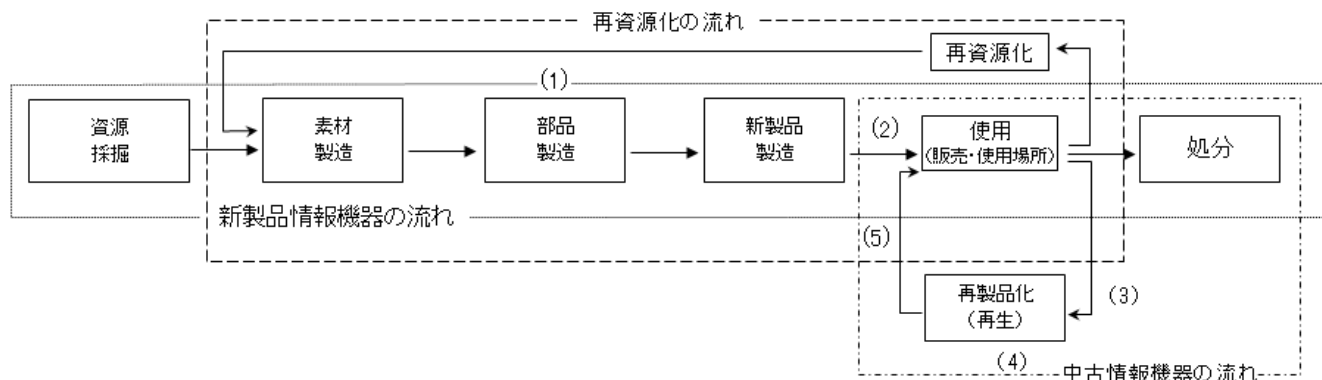 再資源化の流れ
再資源化
(1)
資源
採掘
素材
製造
部品
製造
新製品
製造
(2)
使用
(販売・使用場所)
処分
新製品情報機器の流れ
(5)
再製品化
(再生)
(3)
(4)
中古情報機器の流れ